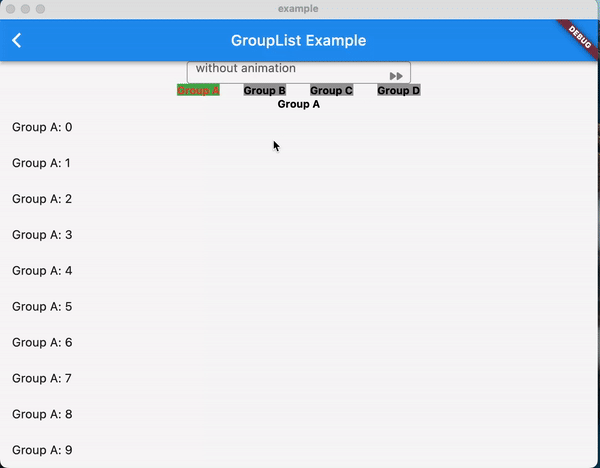 example
GroupList Example
DEBUG
without animation
Group A Group B Group C Group D
Group A
Group A: 0
Group A: 1
Group A: 2
Group A: 3
Group A: 4
Group A: 5
Group A: 6
Group A: 7
Group A: 8
Group A: 9